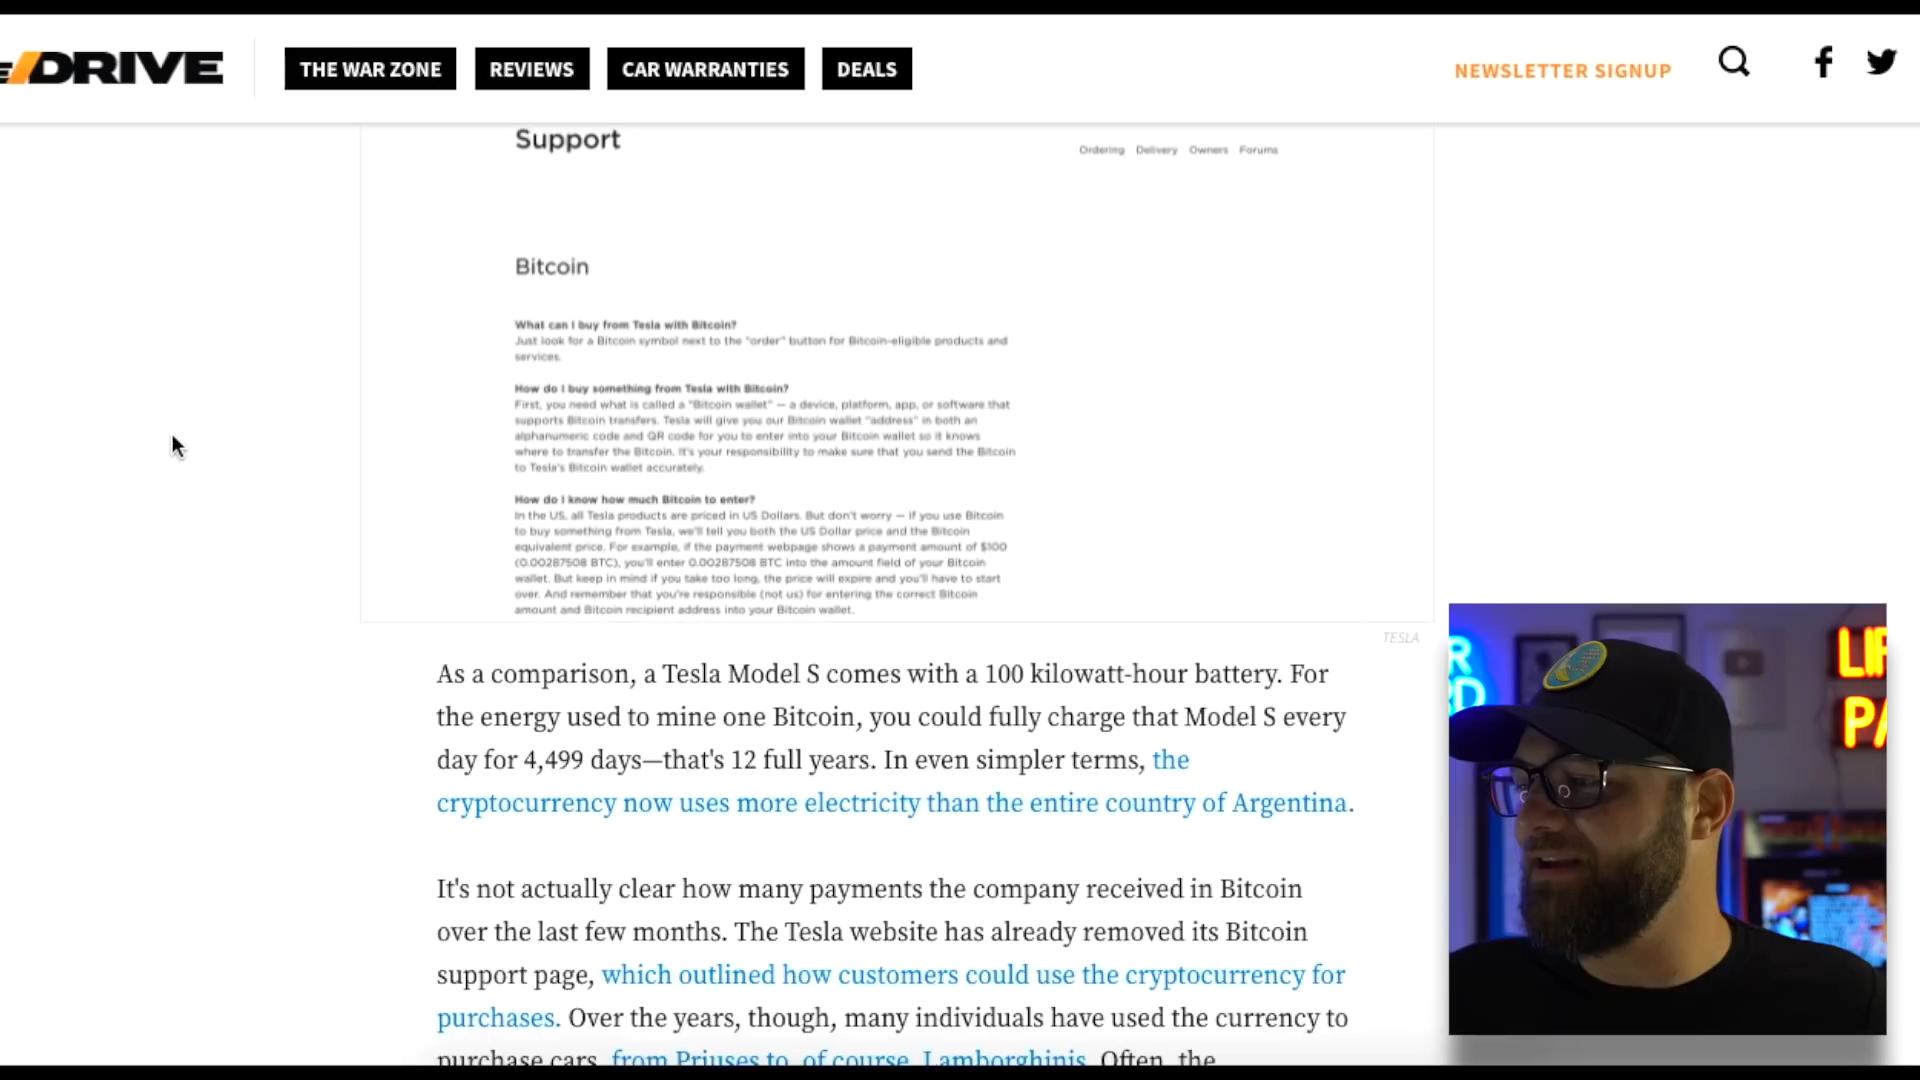 DRIVE
THE WAR ZONE
REVIEWS
CAR WARRANTIES
DEALS
NEWSLETTER SIGNUP
Support
Ordering Delivery Owners Forums
Bitcoin
What can I buy from Tesla with Bitcoin?
Just look for a Bitcoin symbol next to the "order" button for Bitcoin-eligible products and
services.
How do I buy something from Tesla with Bitcoin?
First, you need what is called a "Bitcoin wallet" — a device, platform, app, or software that
supports Bitcoin transfers. Tesla will give you our Bitcoin wallet "address" in both an
alphanumeric code and QR code for you to enter into your Bitcoin wallet so it knows
where to transfer the Bitcoin. It's your responsibility to make sure that you send the Bitcoin
to Tesla's Bitcoin wallet accurately.
How do I know how much Bitcoin to enter?
In the US, all Tesla products are priced in US Dollars. But don't worry — if you use Bitcoin
to buy something from Tesla, we'll tell you both the US Dollar price and the Bitcoin
equivalent price. For example, if the payment webpage shows a payment amount of $100
(0.00287508 BTC), you'll enter 0.00287508 BTC into the amount field of your Bitcoin
wallet. But keep in mind if you take too long, the price will expire and you'll have to start
over. And remember that you're responsible (not us) for entering the correct Bitcoin
amount and Bitcoin recipient address into your Bitcoin wallet.
TESLA
As a comparison, a Tesla Model S comes with a 100 kilowatt-hour battery. For
the energy used to mine one Bitcoin, you could fully charge that Model S every
day for 4,499 days—that's 12 full years. In even simpler terms, the
cryptocurrency now uses more electricity than the entire country of Argentina.
It's not actually clear how many payments the company received in Bitcoin
over the last few months. The Tesla website has already removed its Bitcoin
support page, which outlined how customers could use the cryptocurrency for
purchases. Over the years, though, many individuals have used the currency to
purchase cars, from Priuses to, of course, Lamborghinis. Often, the